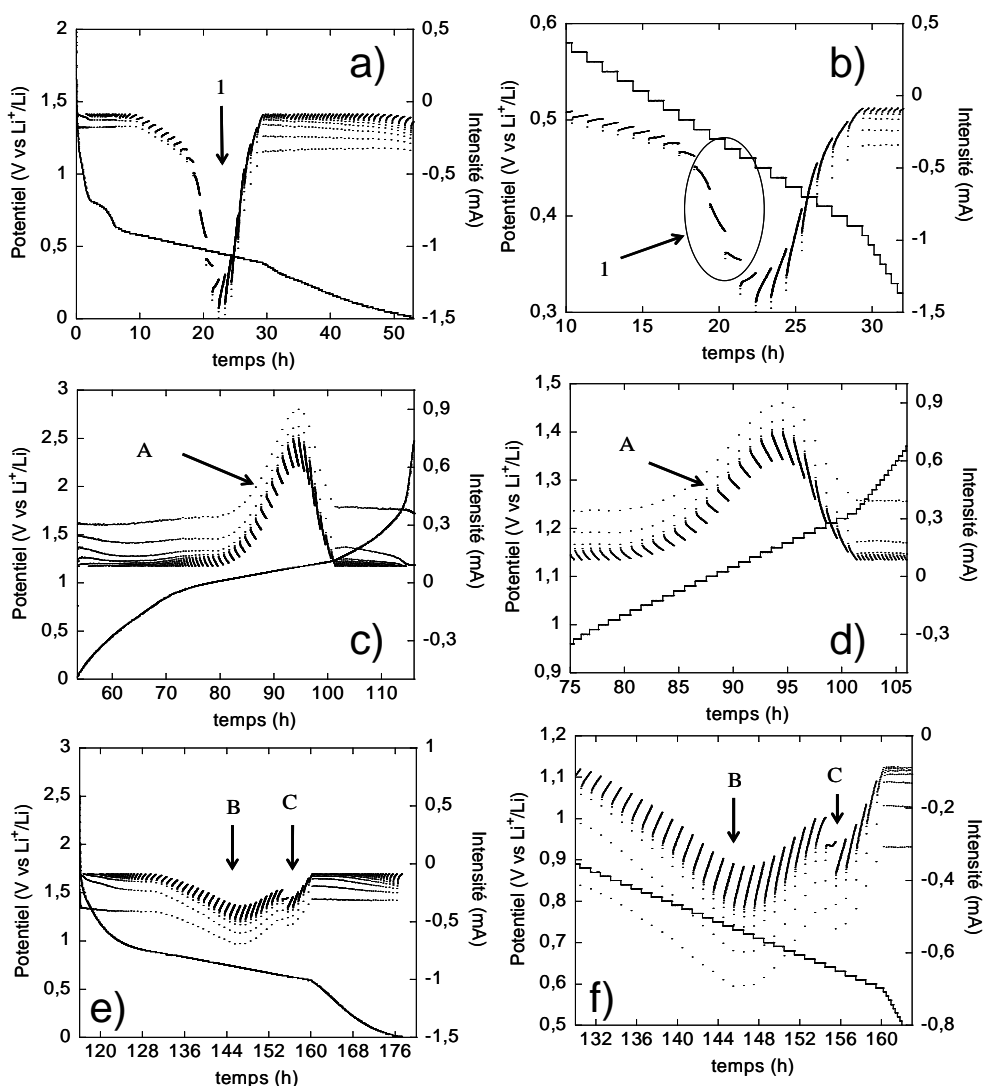 a)
1
Potentiel (V vs Li+/Li)
Intensité (mA)
temps (h)
2
1,5
1
0,5
0
0,5
0
-0,5
-1
-1,5
0 10 20 30 40 50
b)
1
Potentiel (V vs Li+/Li)
Intensité (mA)
temps (h)
0,6
0,5
0,4
0,3
0,5
0
-0,5
-1
-1,5
10 15 20 25 30
c)
A
Potentiel (V vs Li+/Li)
Intensité (mA)
temps (h)
3
2,5
2
1,5
1
0,5
0
0,9
0,6
0,3
0
-0,3
60 70 80 90 100 110
d)
A
Potentiel (V vs Li+/Li)
Intensité (mA)
temps (h)
1,5
1,4
1,3
1,2
1,1
1
0,9
0,9
0,6
0,3
0
-0,3
75 80 85 90 95 100 105
e)
B
C
Potentiel (V vs Li+/Li)
Intensité (mA)
temps (h)
3
2,5
2
1,5
1
0,5
0
1
0,5
0
-0,5
-1
-1,5
120 128 136 144 152 160 168 176
f)
B
C
Potentiel (V vs Li+/Li)
Intensité (mA)
temps (h)
1,2
1,1
1
0,9
0,8
0,7
0,6
0,5
0
-0,2
-0,4
-0,6
-0,8
132 136 140 144 148 152 156 160